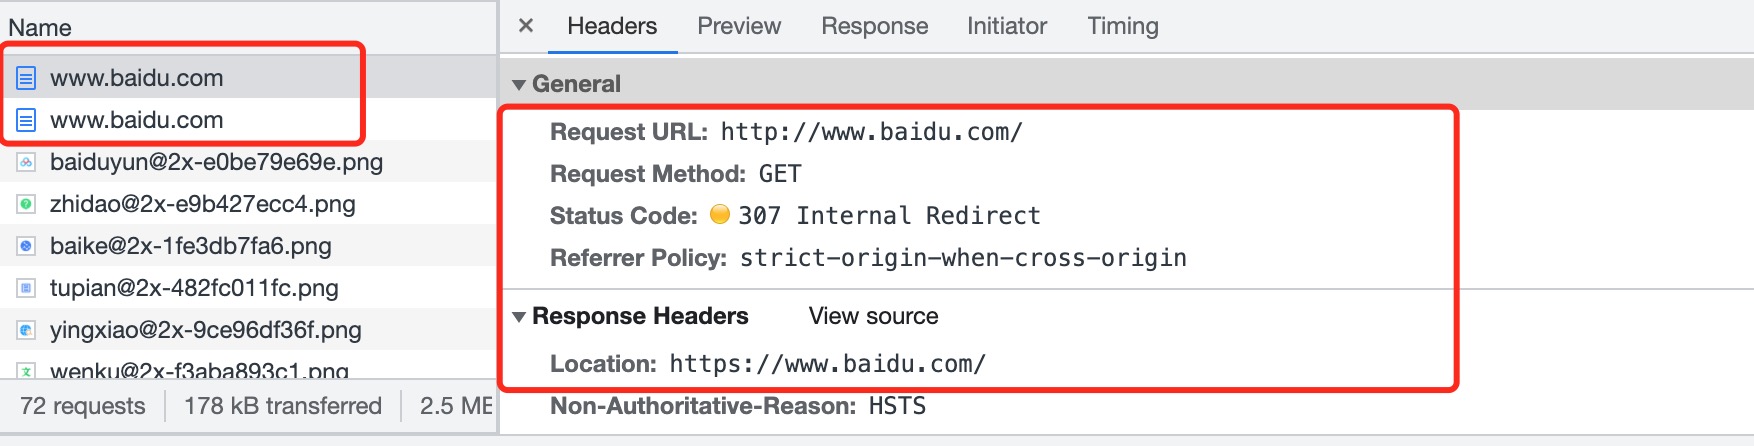 Name
www.baidu.com
www.baidu.com
baiduyun@2x-e0be79e69e.png
zhidao@2x-e9b427ecc4.png
baike@2x-1fe3db7fa6.png
tupian@2x-482fc011fc.png
yingxiao@2x-9ce96df36f.png
wenku@2x-f3aba893c1.png
72 requests 178 kB transferred 2.5 ME
× Headers Preview Response Initiator Timing
▼ General
Request URL: http://www.baidu.com/
Request Method: GET
Status Code: 307 Internal Redirect
Referrer Policy: strict-origin-when-cross-origin
▼ Response Headers View source
Location: https://www.baidu.com/
Non-Authoritative-Reason: HSTS